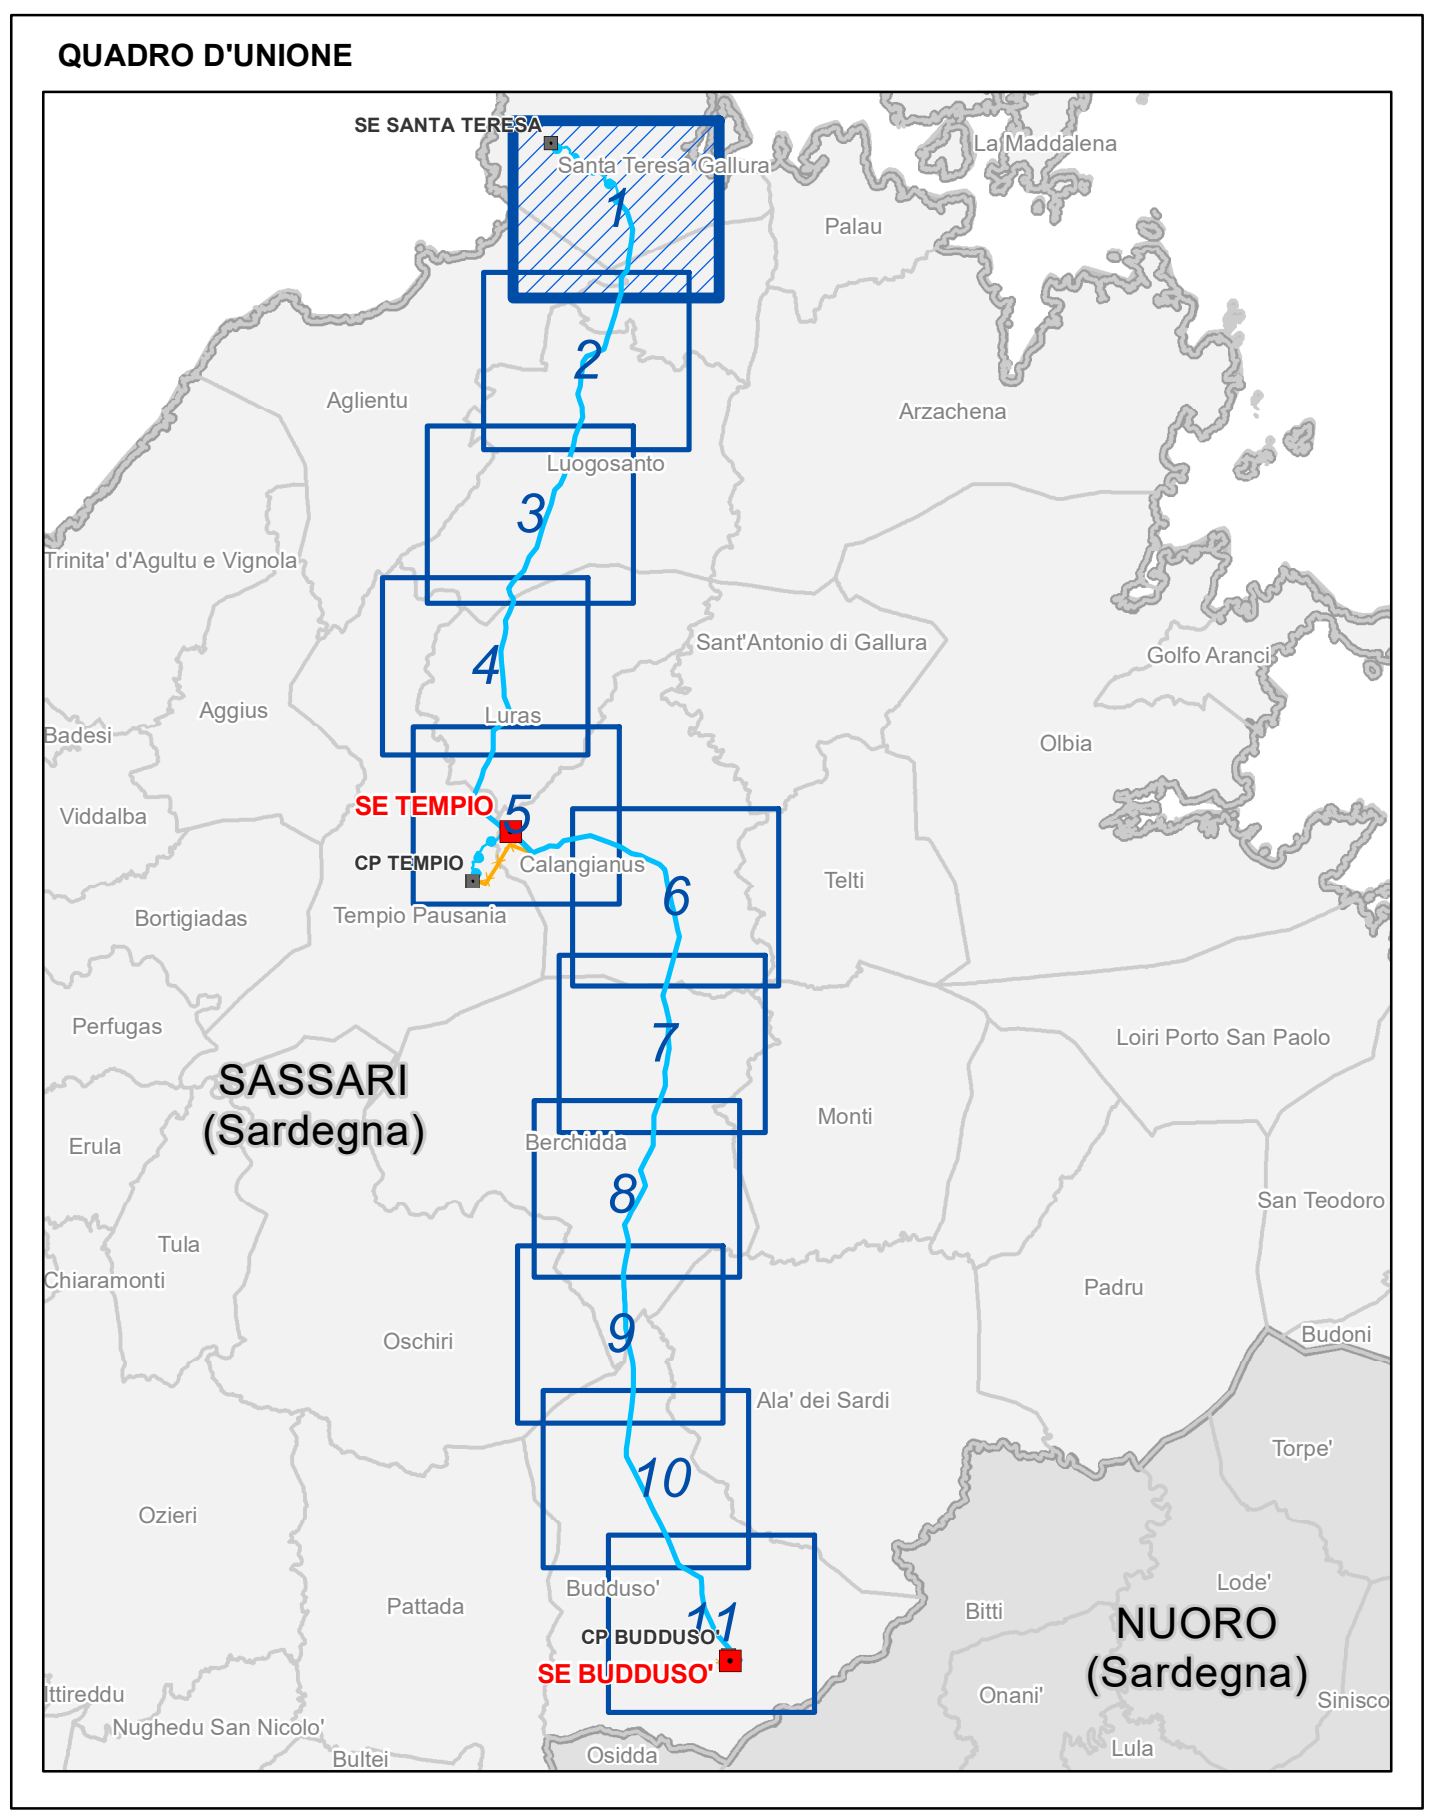 QUADRO D'UNIONE
SE SANTA TERESA
La Maddalena
Santa Teresa Gallura
1
Palau
2
Aglientu
Arzachena
Luogosanto
3
Trinita' d'Agultu e Vignola
Sant'Antonio di Gallura
Golfo Aranci
4
Aggius
Luras
Badesi
Olbia
SE TEMPIO
5
Viddalba
CP TEMPIO
Calangianus
Telti
6
Tempio Pausania
Bortigiadas
Perfugas
Loiri Porto San Paolo
7
SASSARI
(Sardegna)
Monti
Berchidda
Erula
8
San Teodoro
Tula
Chiaramonti
Padru
9
Budoni
Oschiri
Ala' dei Sardi
Torpe'
10
Ozieri
Lode'
Budduso'
Pattada
Bitti
11
NUORO
(Sardegna)
CP BUDDUSO'
SE BUDDUSO'
Ittireddu
Onani'
Sinisco
Nughedu San Nicolo'
Lula
Osidda
Bultei